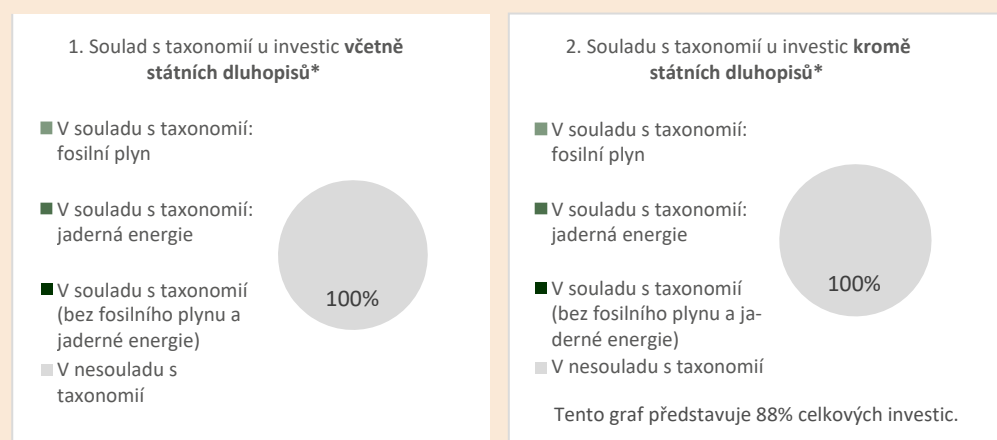 1. Soulad s taxonomií u investic včetně
státních dluhopisů*
V souladu s taxonomií:
fosilní plyn
V souladu s taxonomií:
jaderná energie
V souladu s taxonomií
(bez fosilního plynu a
jaderné energie)
V nesouladu s
taxonomií
100%
2. Souladu s taxonomií u investic kromě
státních dluhopisů*
V souladu s taxonomií:
fosilní plyn
V souladu s taxonomií:
jaderná energie
V souladu s taxonomií
(bez fosilního plynu a ja-
derné energie)
V nesouladu s taxonomií
100%
Tento graf představuje 88% celkových investic.